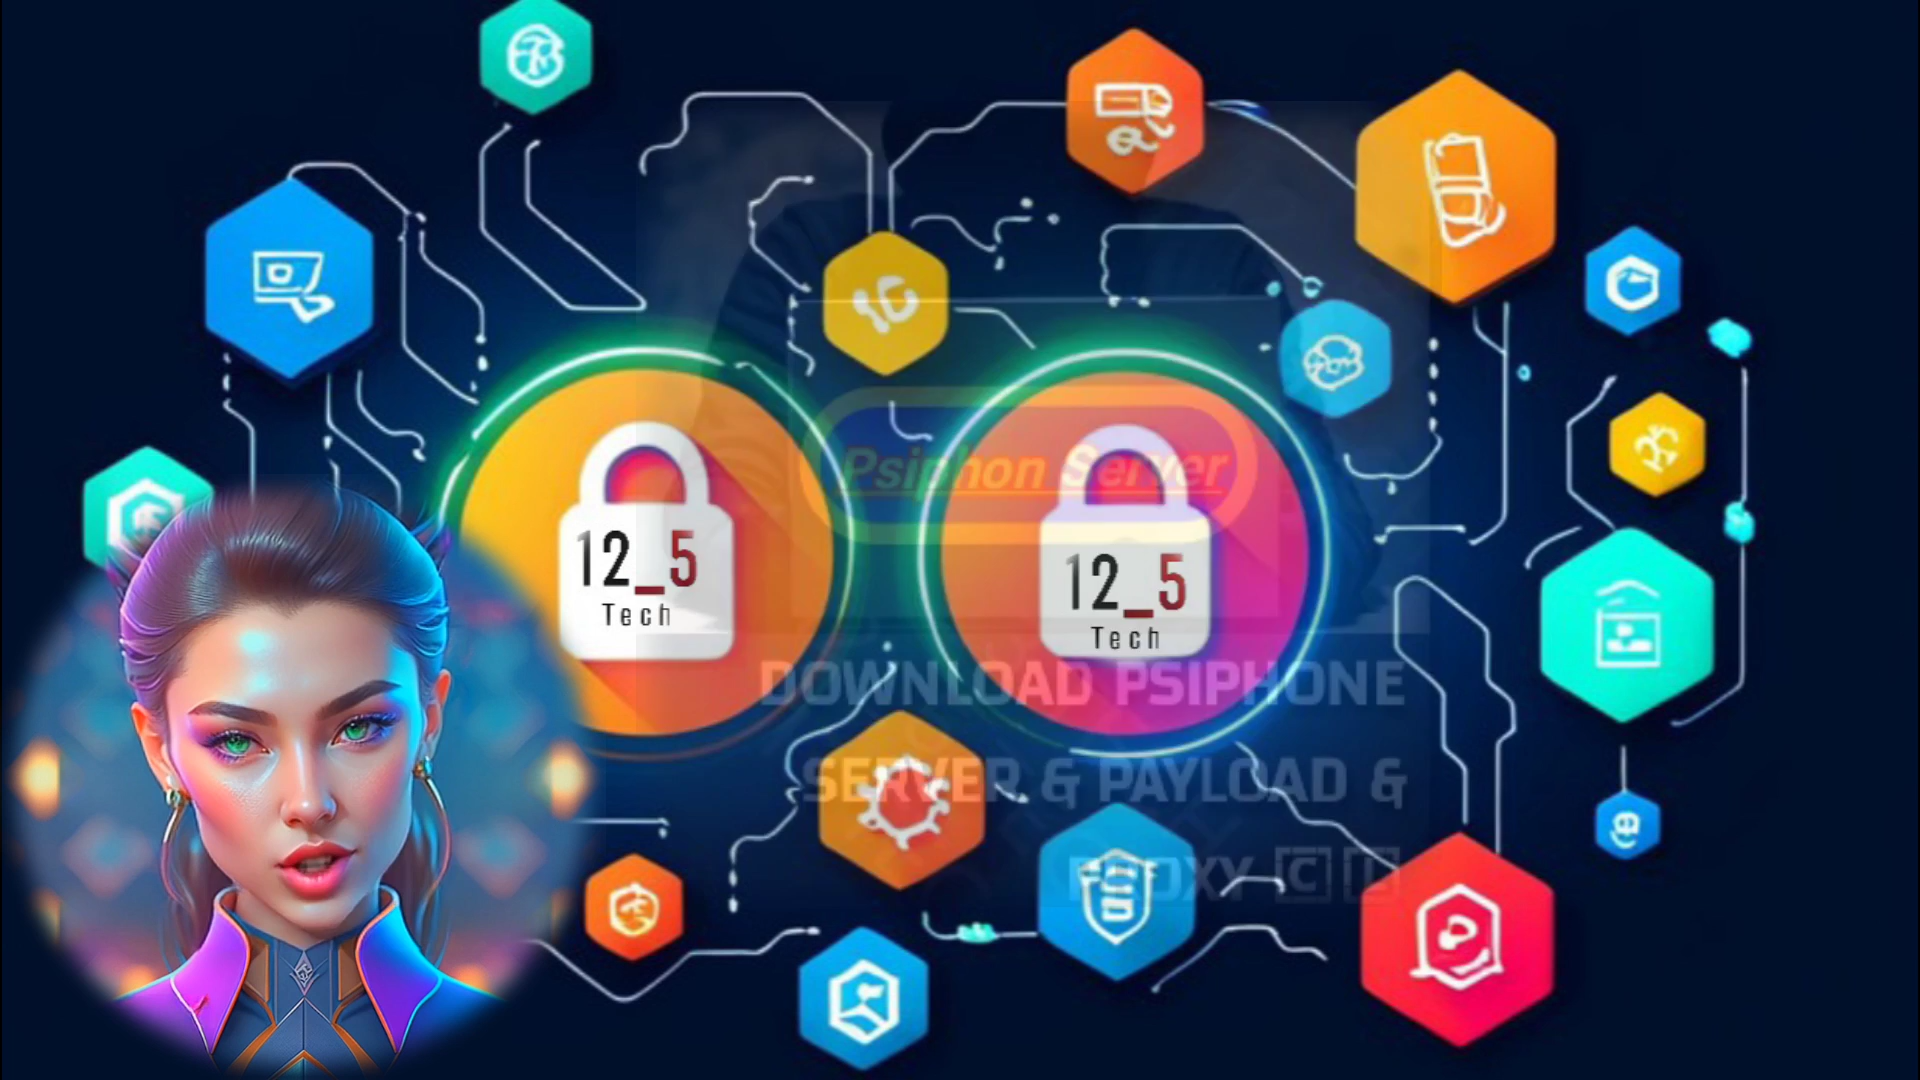 Psiphon Server
12_5
Tech
12_5
Tech
DOWNLOAD PSIPHONE
SERVER & PAYLOAD &
PROXY